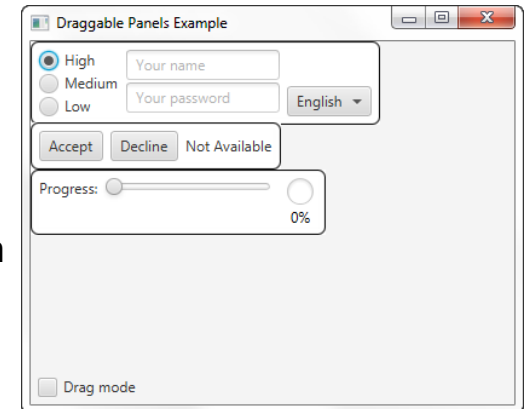 Draggable Panels Example
High
Medium
Low
Your name
Your password
English
Accept
Decline
Not Available
Progress:
0%
Drag mode
n